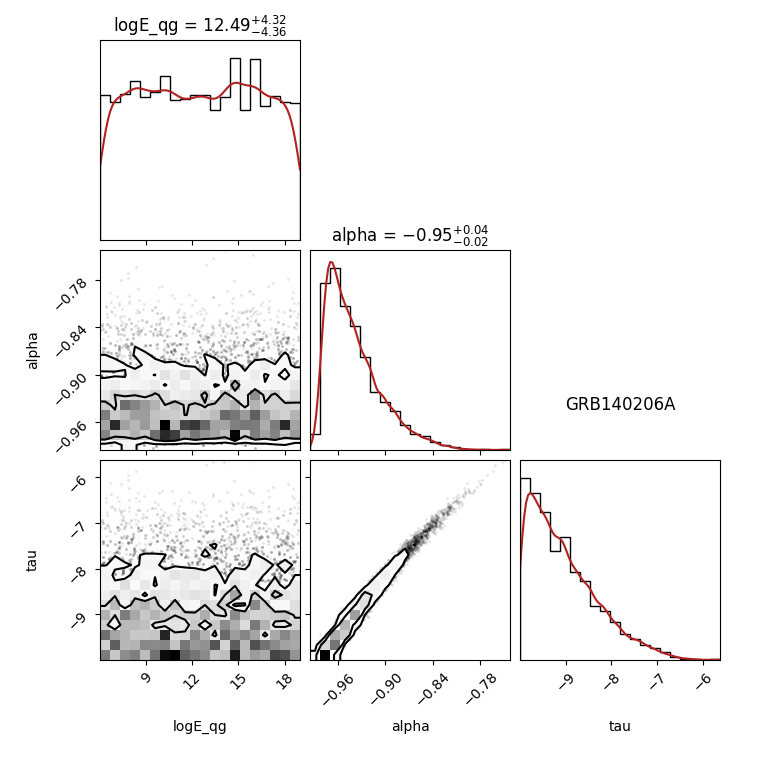 logE_qg = 12.49+4.32−4.36
alpha = −0.95+0.04−0.02
alpha
−0.78
−0.84
−0.90
−0.96
GRB140206A
tau
−6
−7
−8
−9
9 12 15 18
−0.96 −0.90 −0.84 −0.78
−9 −8 −7 −6
logE_qg alpha tau